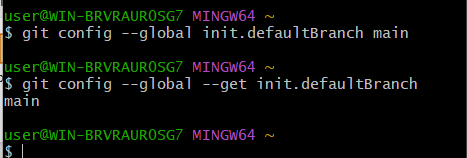 user@WIN-BRVRAUROSG7 MINGW64 ~
$ git config --global init.defaultBranch main
user@WIN-BRVRAUROSG7 MINGW64 ~
$ git config --global --get init.defaultBranch
main
user@WIN-BRVRAUROSG7 MINGW64 ~
$